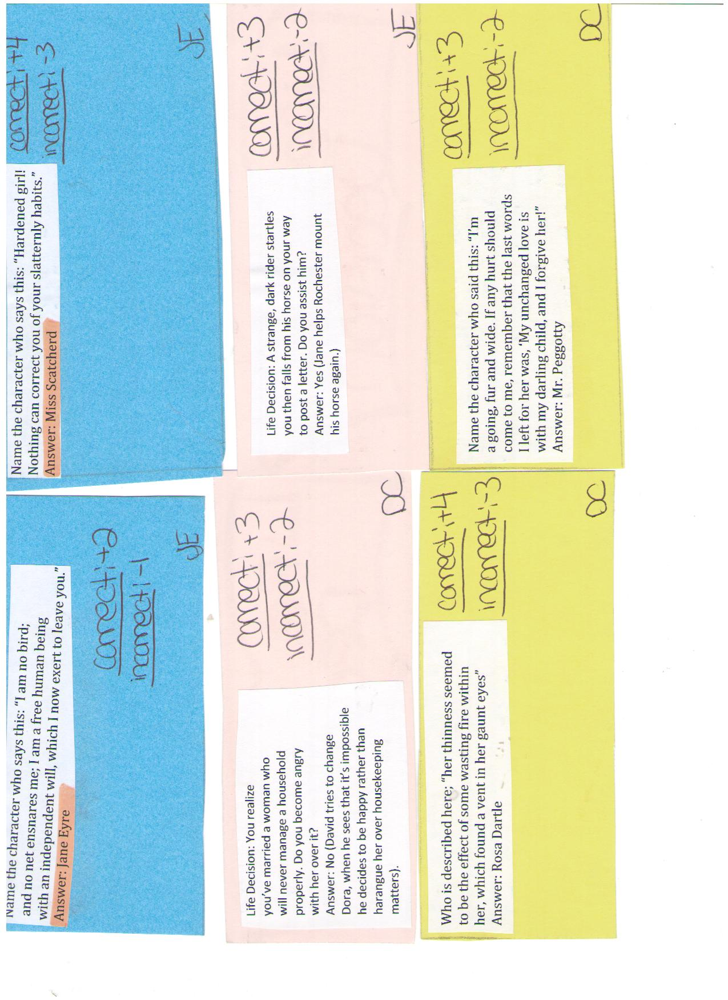 Name the character who says this: “I am no bird;
and no net ensnares me; I am a free human being
with an independent will, which I now exert to leave you.”
Answer: Jane Eyre
correct: +2
incorrect: -1
JE
Name the character who says this: “Hardened girl!
Nothing can correct you of your slatternly habits.”
Answer: Miss Scatcherd
correct: +4
incorrect: -3
JE
Life Decision: You realize
you’ve married a woman who
will never manage a household
properly. Do you become angry
with her over it?
Answer: No (David tries to change
Dora, when he sees that it’s impossible
he decides to be happy rather than
harangue her over housekeeping
matters).
correct: +3
incorrect: -2
DC
Life Decision: A strange, dark rider startles
you then falls from his horse on your way
to post a letter. Do you assist him?
Answer: Yes (Jane helps Rochester mount
his horse again.)
correct: +3
incorrect: -2
JE
Who is described here; “her thinness seemed
to be the effect of some wasting fire within
her, which found a vent in her gaunt eyes”
Answer: Rosa Dartle
correct: +4
incorrect: -3
DC
Name the character who said this: “I’m
a going, fur and wide. If any hurt should
come to me, remember that the last words
I left for her was, ‘My unchanged love is
with my darling child, and I forgive her!”
Answer: Mr. Peggotty
correct: +3
incorrect: -2
DC